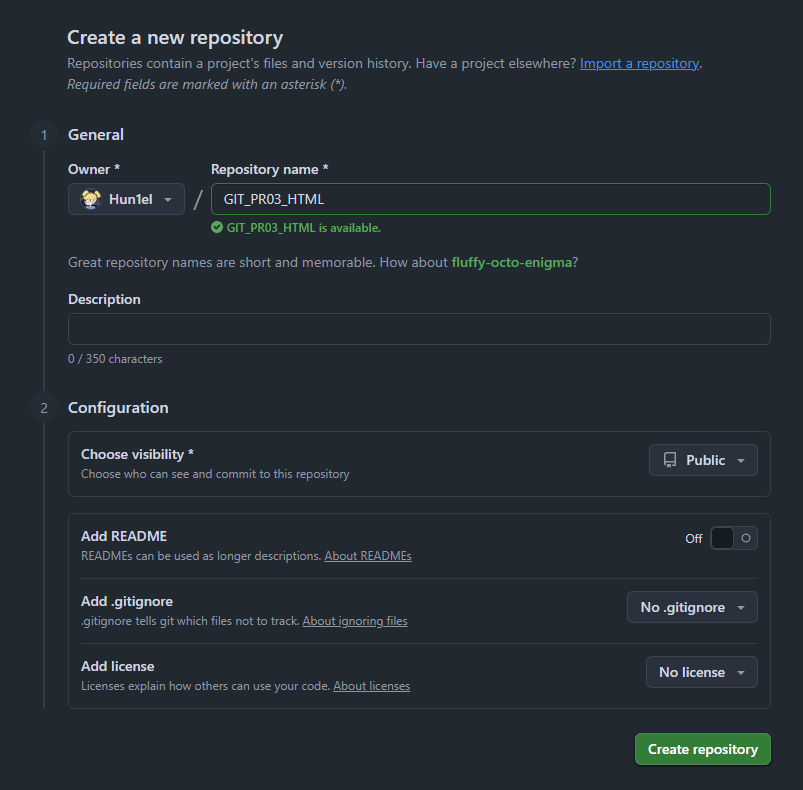 Create a new repository
Repositories contain a project's files and version history. Have a project elsewhere? Import a repository.
Required fields are marked with an asterisk (*).
1 General
Owner * Repository name *
Hun1el / GIT_PR03_HTML
GIT_PR03_HTML is available.
Great repository names are short and memorable. How about fluffy-octo-enigma?
Description
0 / 350 characters
2 Configuration
Choose visibility *
Choose who can see and commit to this repository
Public
Add README
READMEs can be used as longer descriptions. About READMEs
Off
Add .gitignore
.gitignore tells git which files not to track. About ignoring files
No .gitignore
Add license
Licenses explain how others can use your code. About licenses
No license
Create repository